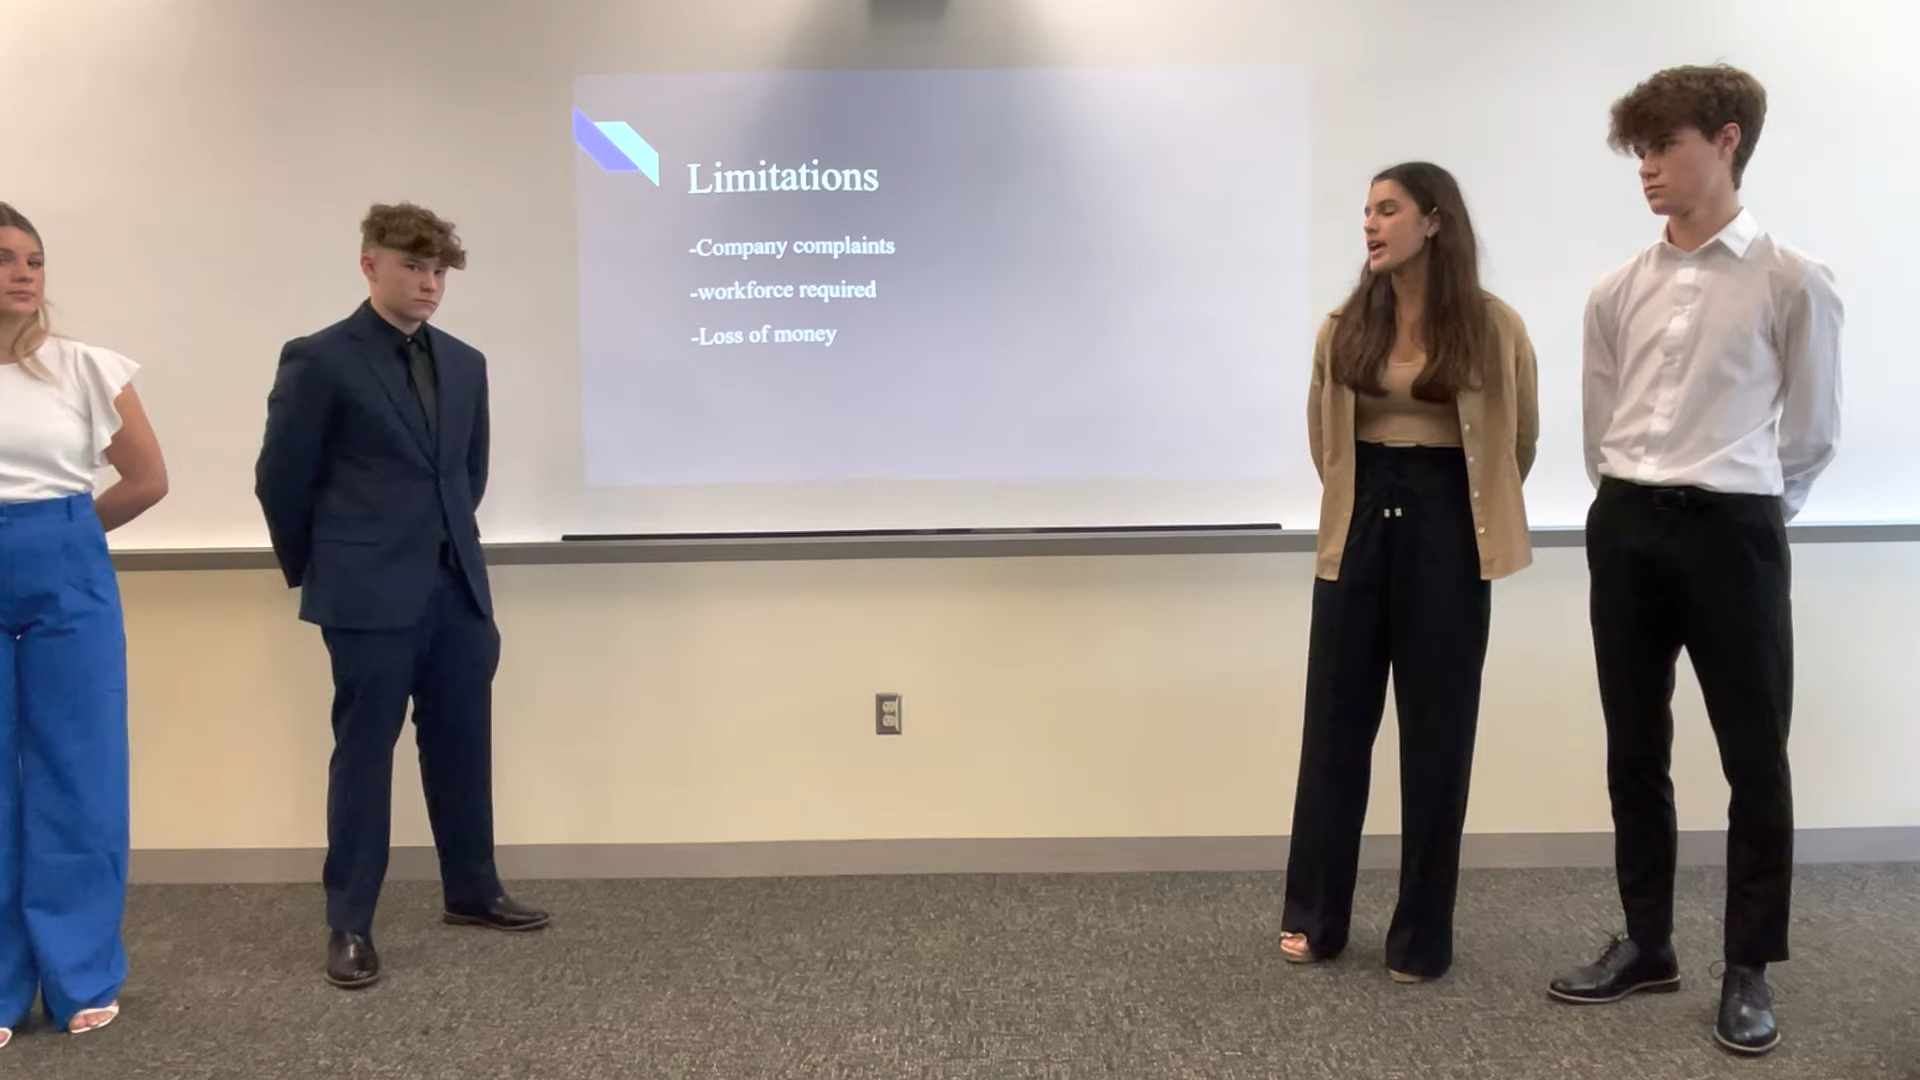 Limitations
-Company complaints
-workforce required
-Loss of money